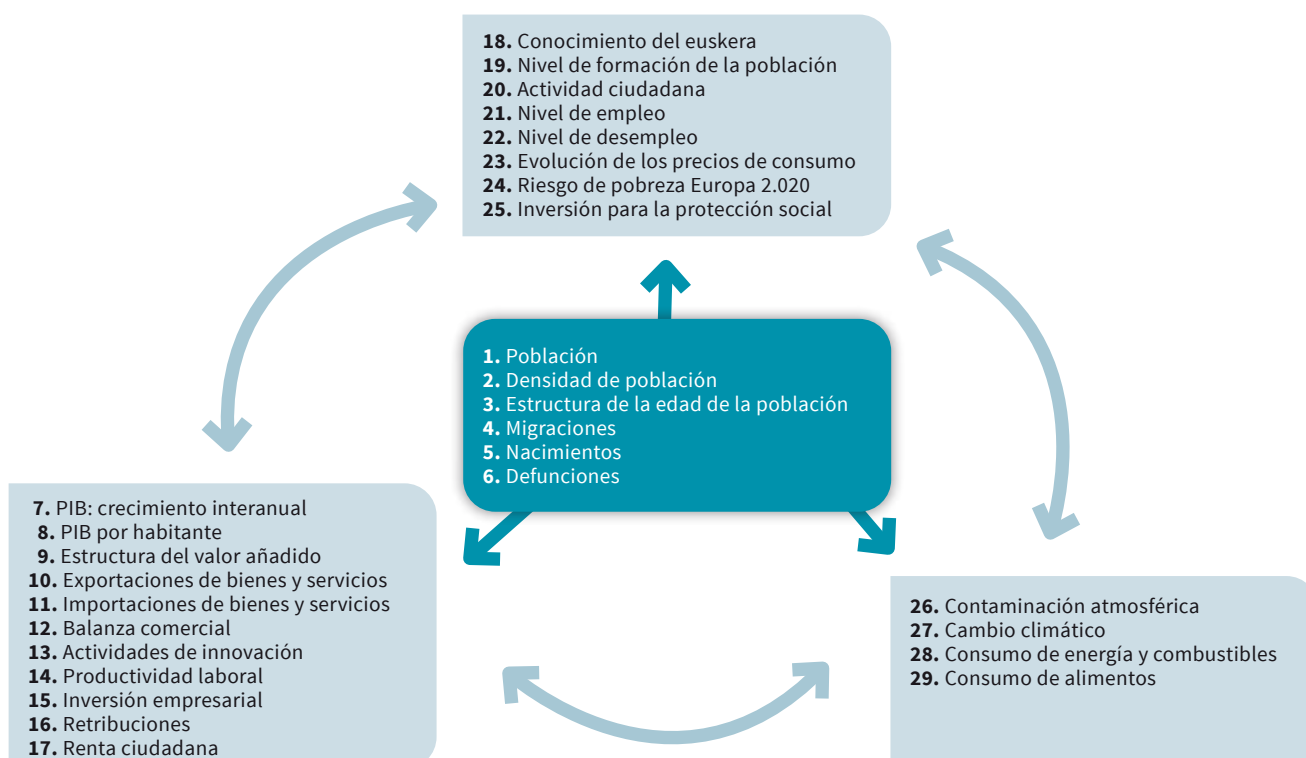 18. Conocimiento del euskera
19. Nivel de formación de la población
20. Actividad ciudadana
21. Nivel de empleo
22. Nivel de desempleo
23. Evolución de los precios de consumo
24. Riesgo de pobreza Europa 2.020
25. Inversión para la protección social
1. Población
2. Densidad de población
3. Estructura de la edad de la población
4. Migraciones
5. Nacimientos
6. Defunciones
7. PIB: crecimiento interanual
8. PIB por habitante
9. Estructura del valor añadido
10. Exportaciones de bienes y servicios
11. Importaciones de bienes y servicios
12. Balanza comercial
13. Actividades de innovación
14. Productividad laboral
15. Inversión empresarial
16. Retribuciones
17. Renta ciudadana
26. Contaminación atmosférica
27. Cambio climático
28. Consumo de energía y combustibles
29. Consumo de alimentos